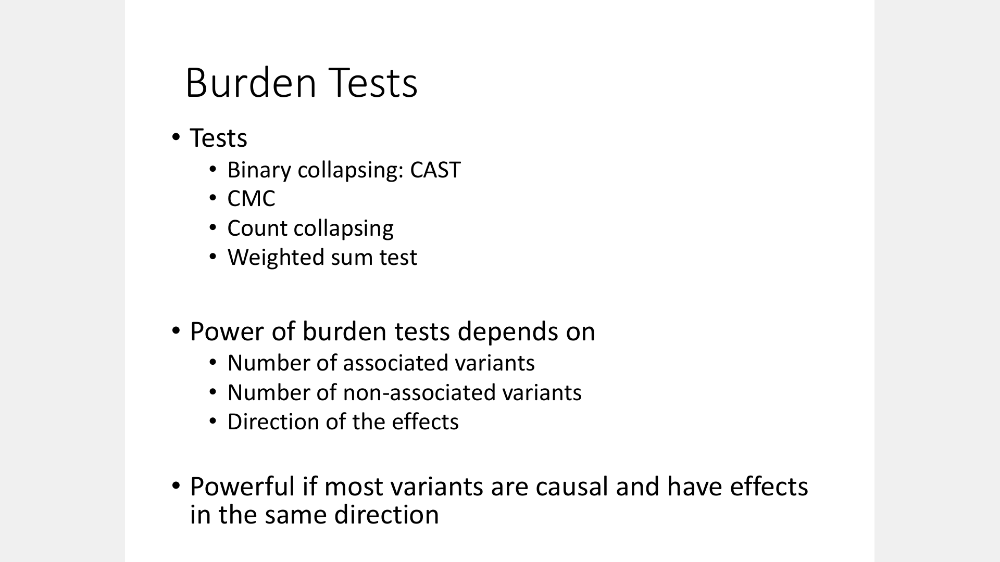 Burden Tests
• Tests
• Binary collapsing: CAST
• CMC
• Count collapsing
• Weighted sum test
• Power of burden tests depends on
• Number of associated variants
• Number of non-associated variants
• Direction of the effects
• Powerful if most variants are causal and have effects
in the same direction